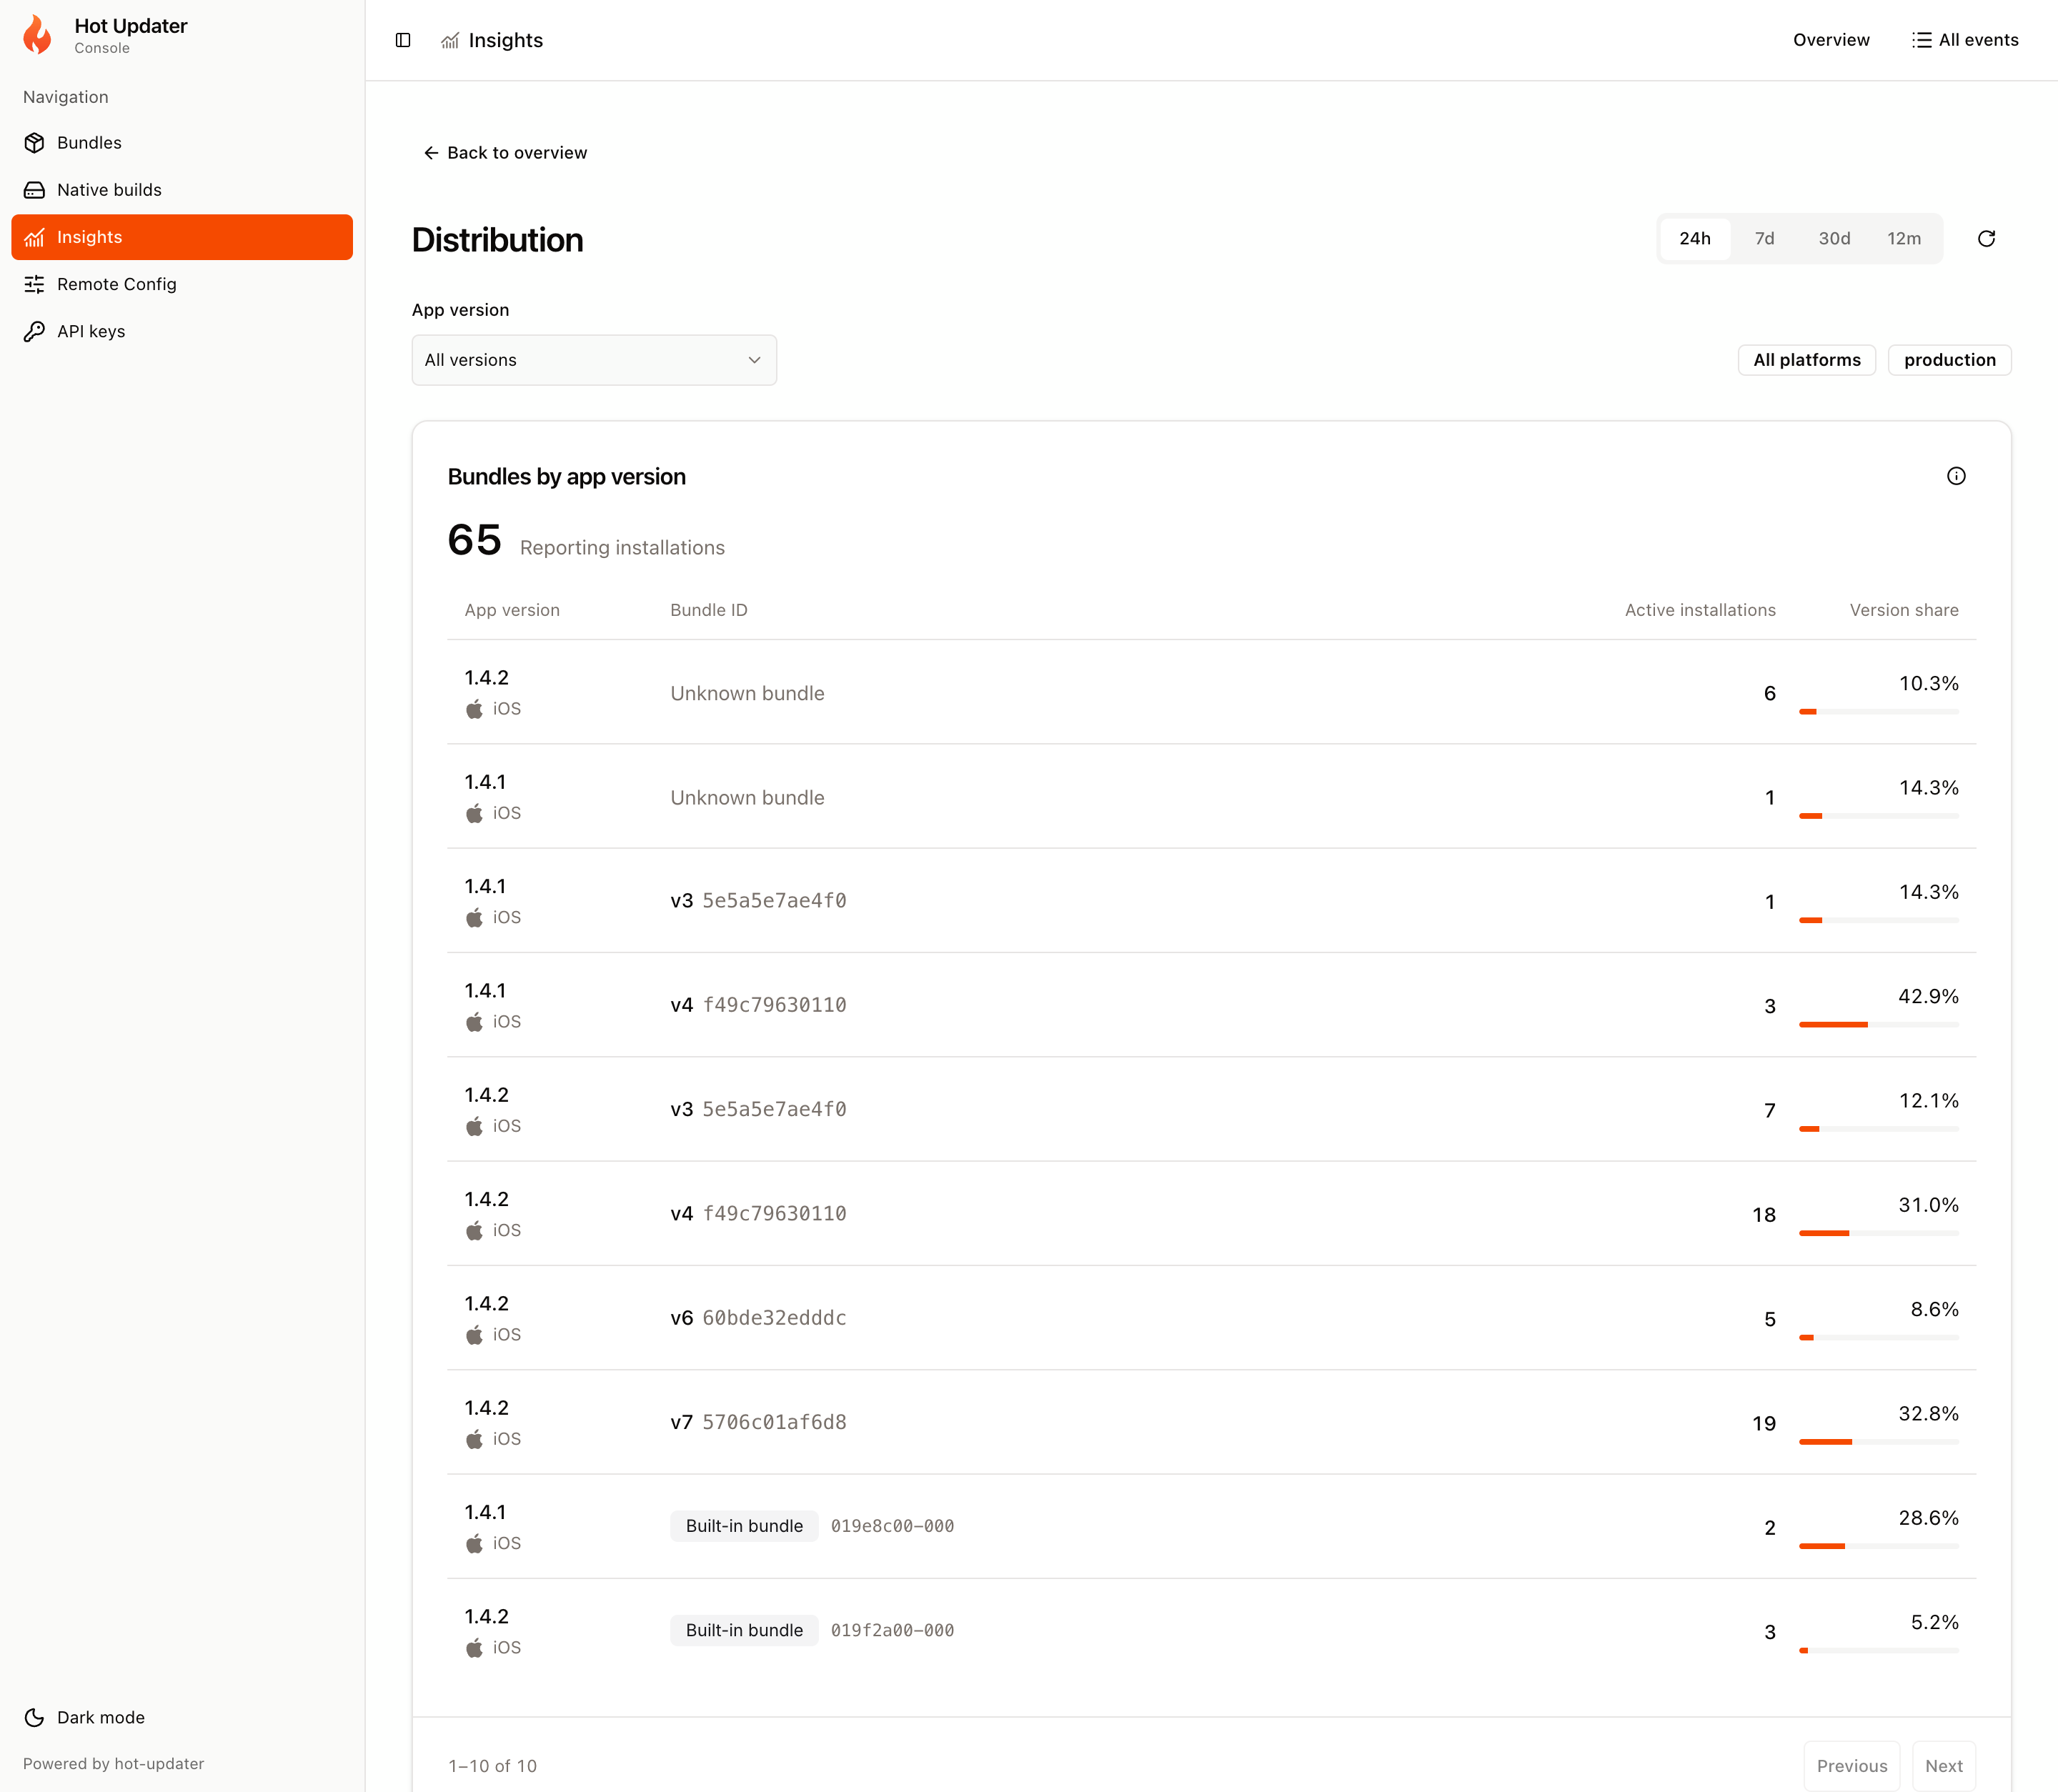 Hot Updater
Console
Navigation
Bundles
Native builds
Insights
Remote Config
API keys
Dark mode
Powered by hot-updater
Insights
Overview
All events
Back to overview
Distribution
24h 7d 30d 12m
App version
All versions
All platforms
production
Bundles by app version
65 Reporting installations
App version Bundle ID Active installations Version share
1.4.2
iOS
Unknown bundle 6 10.3%
1.4.1
iOS
Unknown bundle 1 14.3%
1.4.1
iOS
v3 5e5a5e7ae4f0 1 14.3%
1.4.1
iOS
v4 f49c79630110 3 42.9%
1.4.2
iOS
v3 5e5a5e7ae4f0 7 12.1%
1.4.2
iOS
v4 f49c79630110 18 31.0%
1.4.2
iOS
v6 60bde32edddc 5 8.6%
1.4.2
iOS
v7 5706c01af6d8 19 32.8%
1.4.1
iOS
Built-in bundle 019e8c00-000 2 28.6%
1.4.2
iOS
Built-in bundle 019f2a00-000 3 5.2%
1–10 of 10
Previous
Next